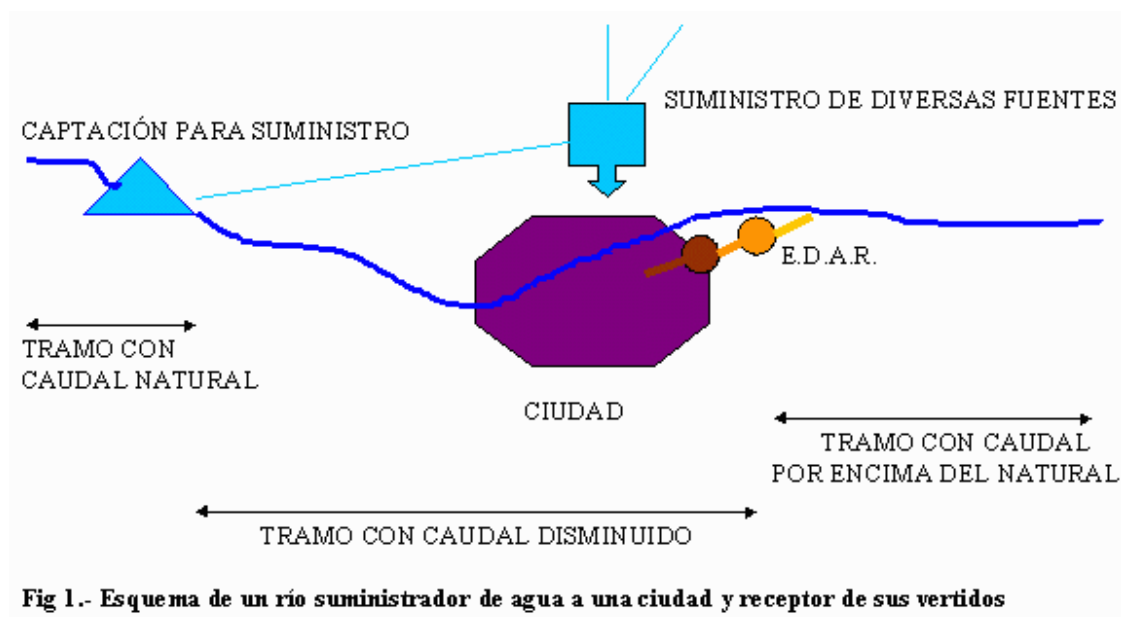 SUMINISTRO DE DIVERSAS FUENTES
CAPTACIÓN PARA SUMINISTRO
E.D.A.R.
TRAMO CON
CAUDAL NATURAL
CIUDAD
TRAMO CON CAUDAL
POR ENCIMA DEL NATURAL
TRAMO CON CAUDAL DISMINUIDO
Fig 1.- Esquema de un río suministrador de agua a una ciudad y receptor de sus vertidos